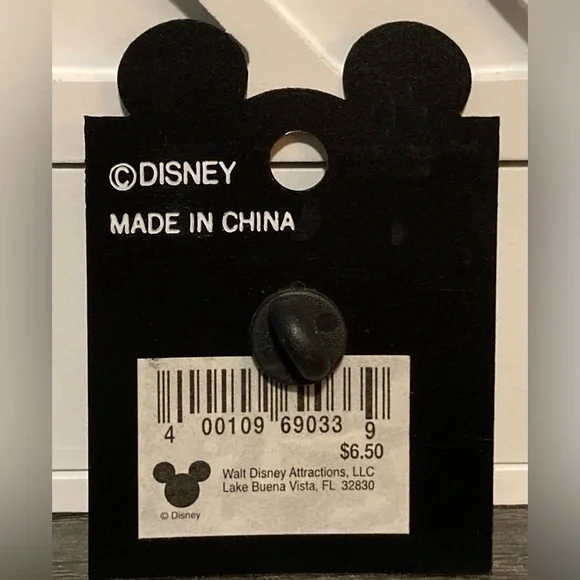 ©DISNEY
MADE IN CHINA
4 00109 69033 9
$6.50
Walt Disney Attractions, LLC
Lake Buena Vista, FL 32830
© Disney